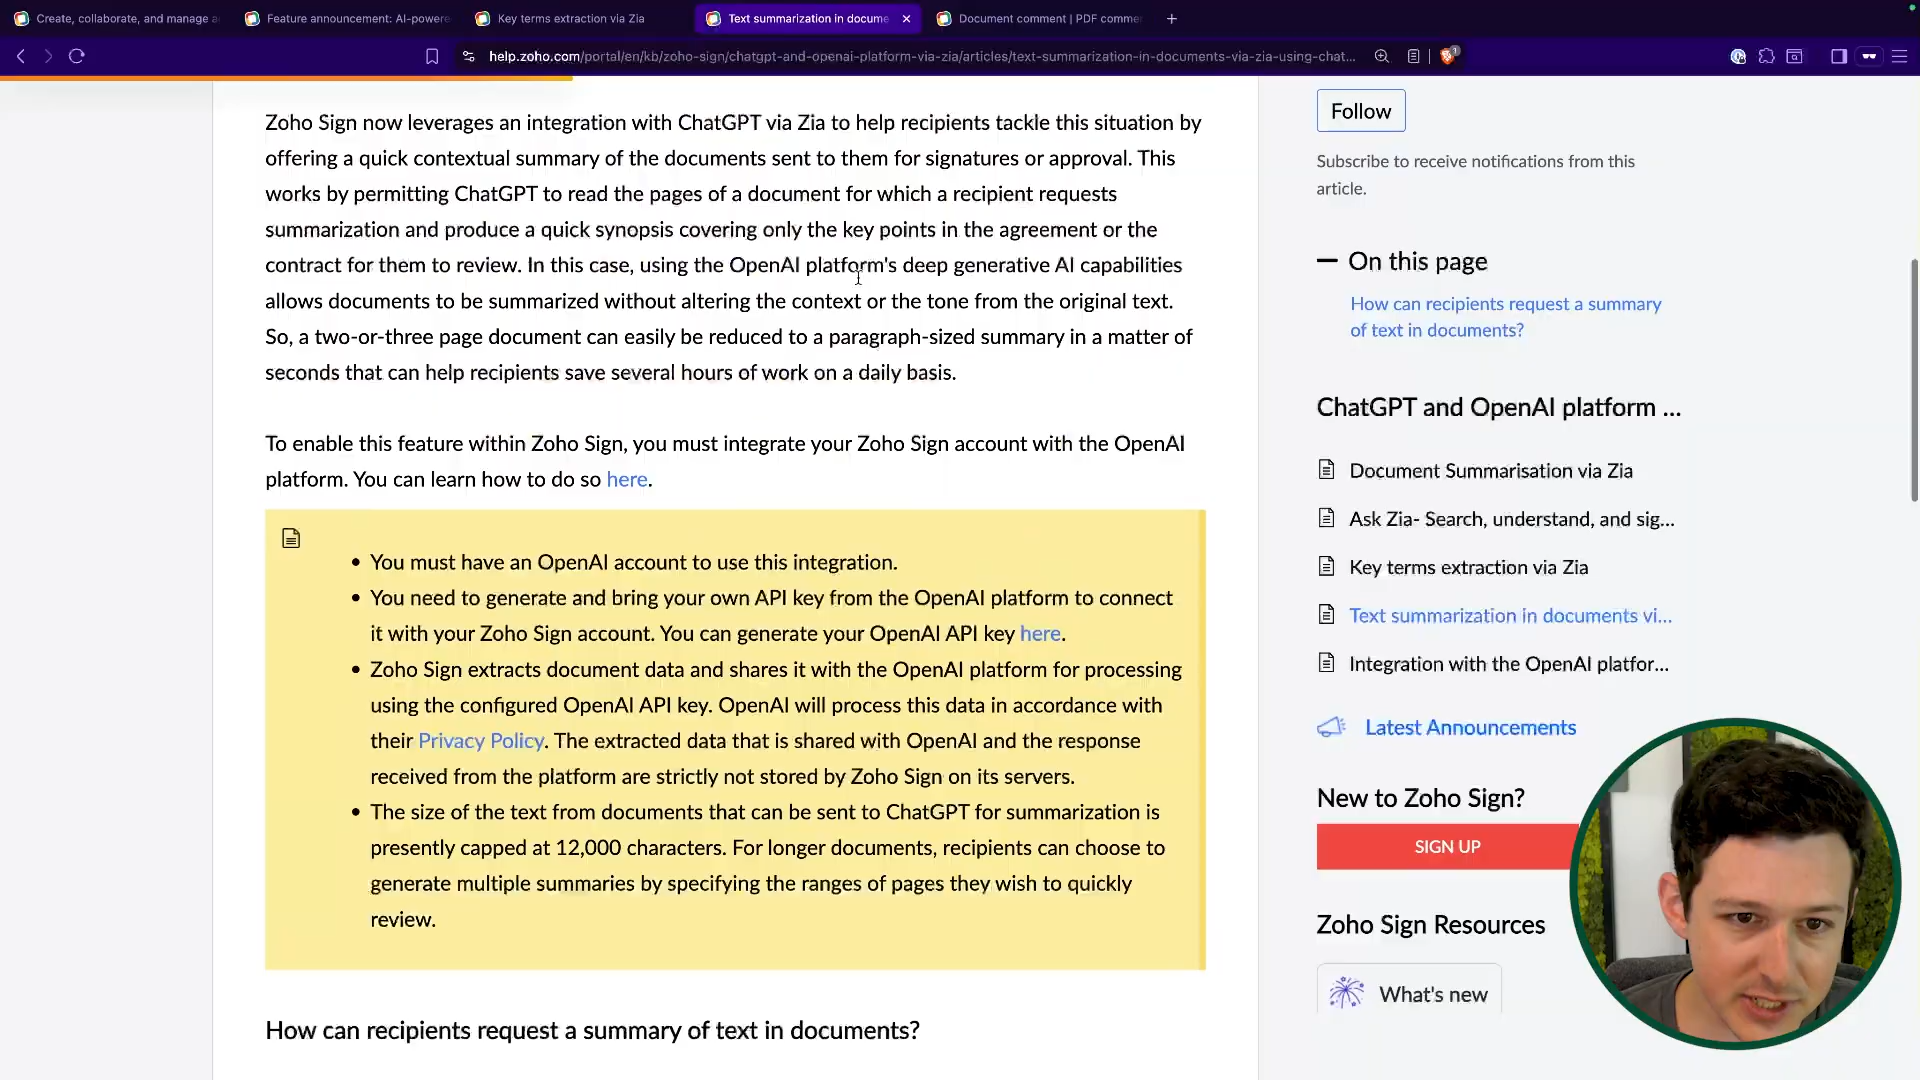 Create, collaborate, and manage a
Feature announcement: AI-powere
Key terms extraction via Zia
Text summarization in docume
Document comment | PDF comme
help.zoho.com/portal/en/kb/zoho-sign/chatgpt-and-openai-platform-via-zia/articles/text-summarization-in-documents-via-zia-using-chat...
1
Zoho Sign now leverages an integration with ChatGPT via Zia to help recipients tackle this situation by
offering a quick contextual summary of the documents sent to them for signatures or approval. This
works by permitting ChatGPT to read the pages of a document for which a recipient requests
summarization and produce a quick synopsis covering only the key points in the agreement or the
contract for them to review. In this case, using the OpenAI platform's deep generative AI capabilities
allows documents to be summarized without altering the context or the tone from the original text.
So, a two-or-three page document can easily be reduced to a paragraph-sized summary in a matter of
seconds that can help recipients save several hours of work on a daily basis.
To enable this feature within Zoho Sign, you must integrate your Zoho Sign account with the OpenAI
platform. You can learn how to do so here.
• You must have an OpenAI account to use this integration.
• You need to generate and bring your own API key from the OpenAI platform to connect
it with your Zoho Sign account. You can generate your OpenAI API key here.
• Zoho Sign extracts document data and shares it with the OpenAI platform for processing
using the configured OpenAI API key. OpenAI will process this data in accordance with
their Privacy Policy. The extracted data that is shared with OpenAI and the response
received from the platform are strictly not stored by Zoho Sign on its servers.
• The size of the text from documents that can be sent to ChatGPT for summarization is
presently capped at 12,000 characters. For longer documents, recipients can choose to
generate multiple summaries by specifying the ranges of pages they wish to quickly
review.
How can recipients request a summary of text in documents?
Follow
Subscribe to receive notifications from this
article.
On this page
How can recipients request a summary
of text in documents?
ChatGPT and OpenAI platform ...
Document Summarisation via Zia
Ask Zia- Search, understand, and sig...
Key terms extraction via Zia
Text summarization in documents vi...
Integration with the OpenAI platfor...
Latest Announcements
New to Zoho Sign?
SIGN UP
Zoho Sign Resources
What's new